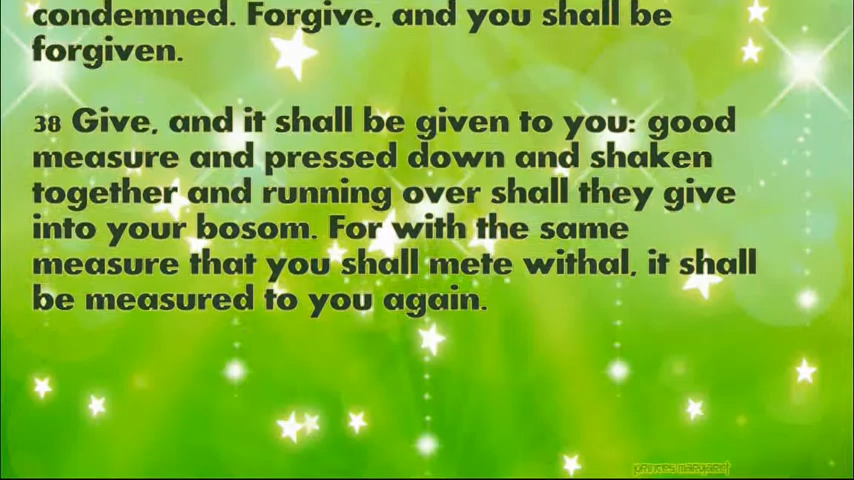 condemned. Forgive, and you shall be
forgiven.
38 Give, and it shall be given to you: good
measure and pressed down and shaken
together and running over shall they give
into your bosom. For with the same
measure that you shall mete withal, it shall
be measured to you again.
princes margaret